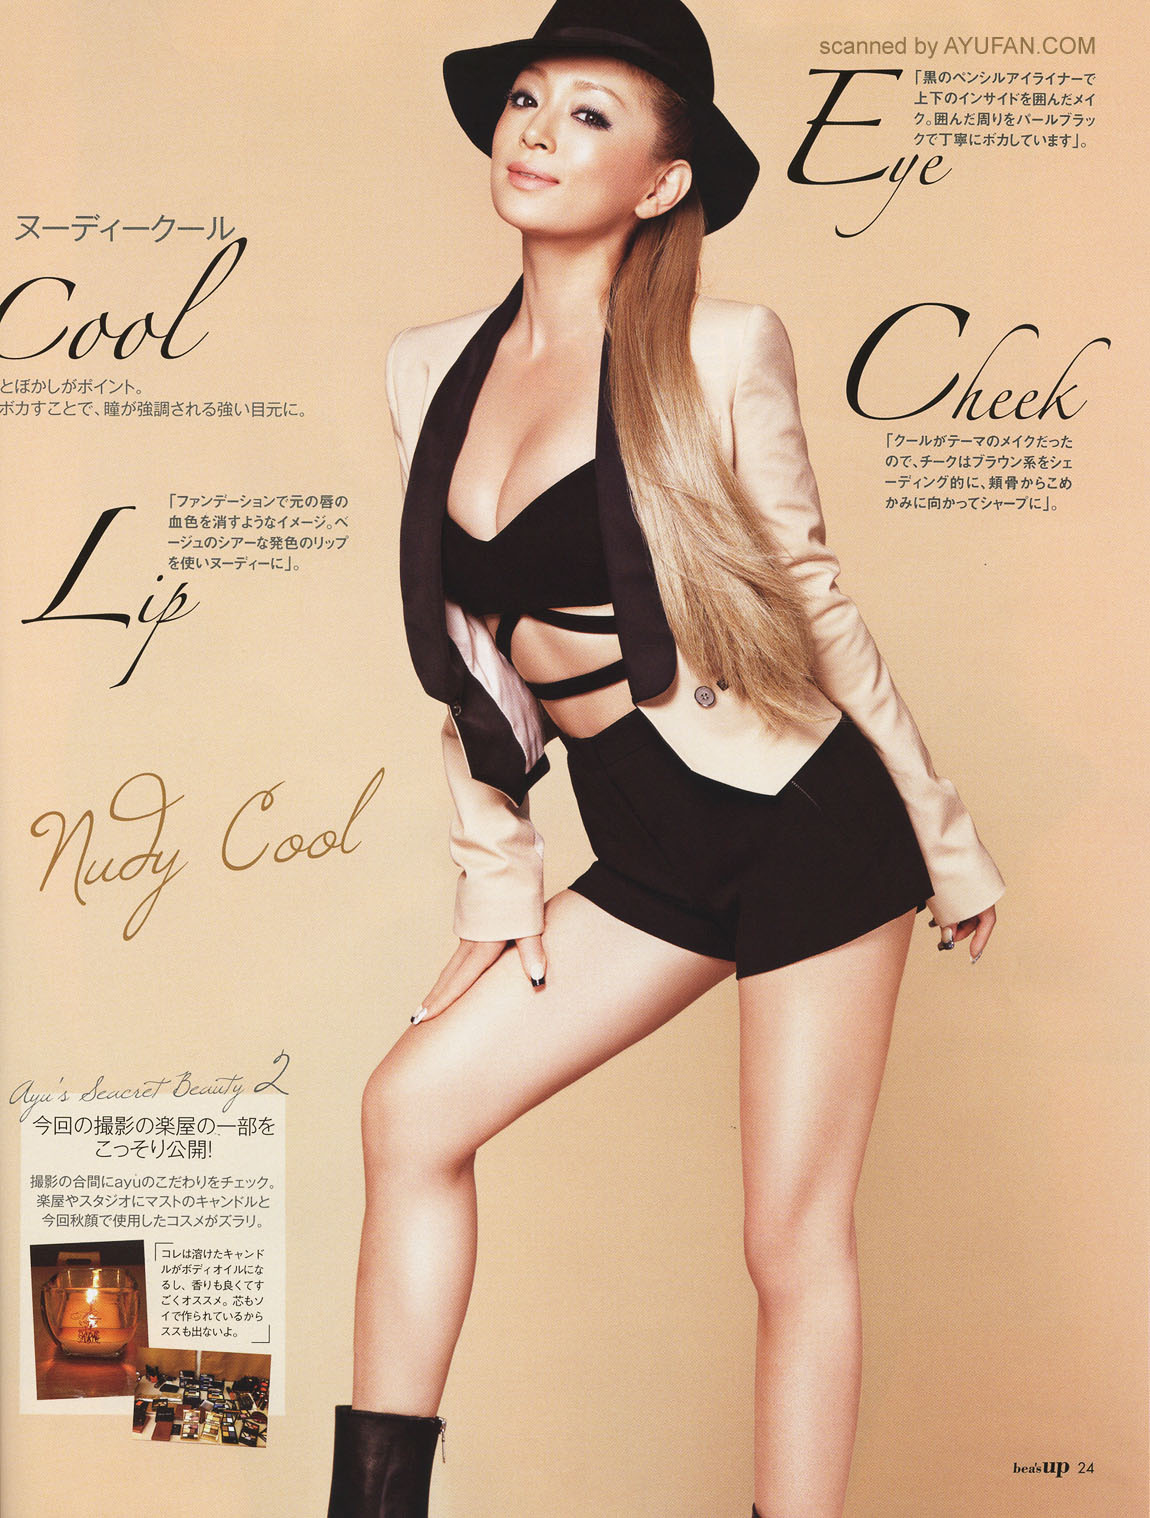 scanned by AYUFAN.COM
Eye
「黒のペンシルアイライナーで
上下のインサイドを囲んだメイ
ク。囲んだ周りをパールブラッ
クで丁寧にボカしています」。
ヌーディークール
Cool
とぼかしがポイント。
ボカすことで、瞳が強調される強い目元に。
Cheek
「クールがテーマのメイクだった
ので、チークはブラウン系をシェ
ーディング的に、頬骨からこめ
かみに向かってシャープに」。
Lip
「ファンデーションで元の唇の
血色を消すようなイメージ。ベ
ージュのシアーな発色のリップ
を使いヌーディーに」。
Nudy Cool
Ayu's Seacret Beauty 2
今回の撮影の楽屋の一部を
こっそり公開!
撮影の合間にayuのこだわりをチェック。
楽屋やスタジオにマストのキャンドルと
今回秋顔で使用したコスメがズラリ。
「コレは溶けたキャンド
ルがボディオイルにな
るし、香りも良くてす
ごくオススメ。芯もソ
イで作られているから
ススも出ないよ。」
bea's up 24